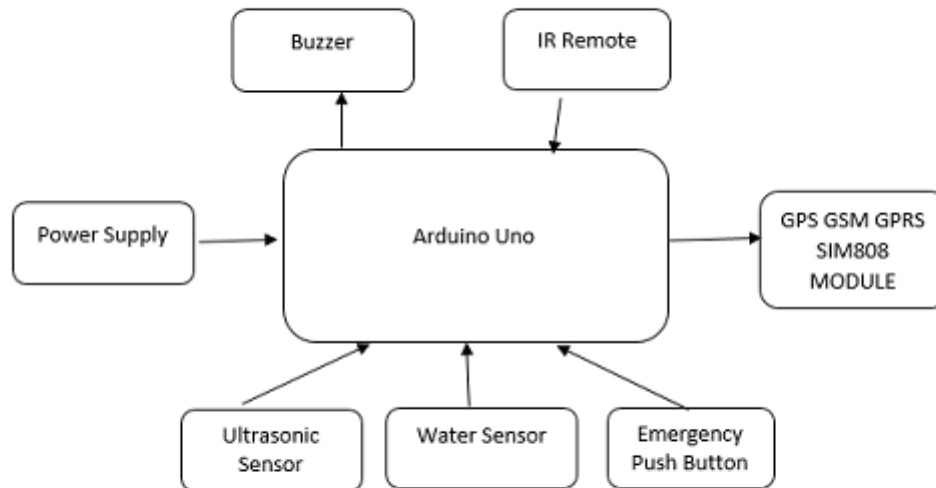 Buzzer
IR Remote
Power Supply
Arduino Uno
GPS GSM GPRS
SIM808
MODULE
Ultrasonic
Sensor
Water Sensor
Emergency
Push Button